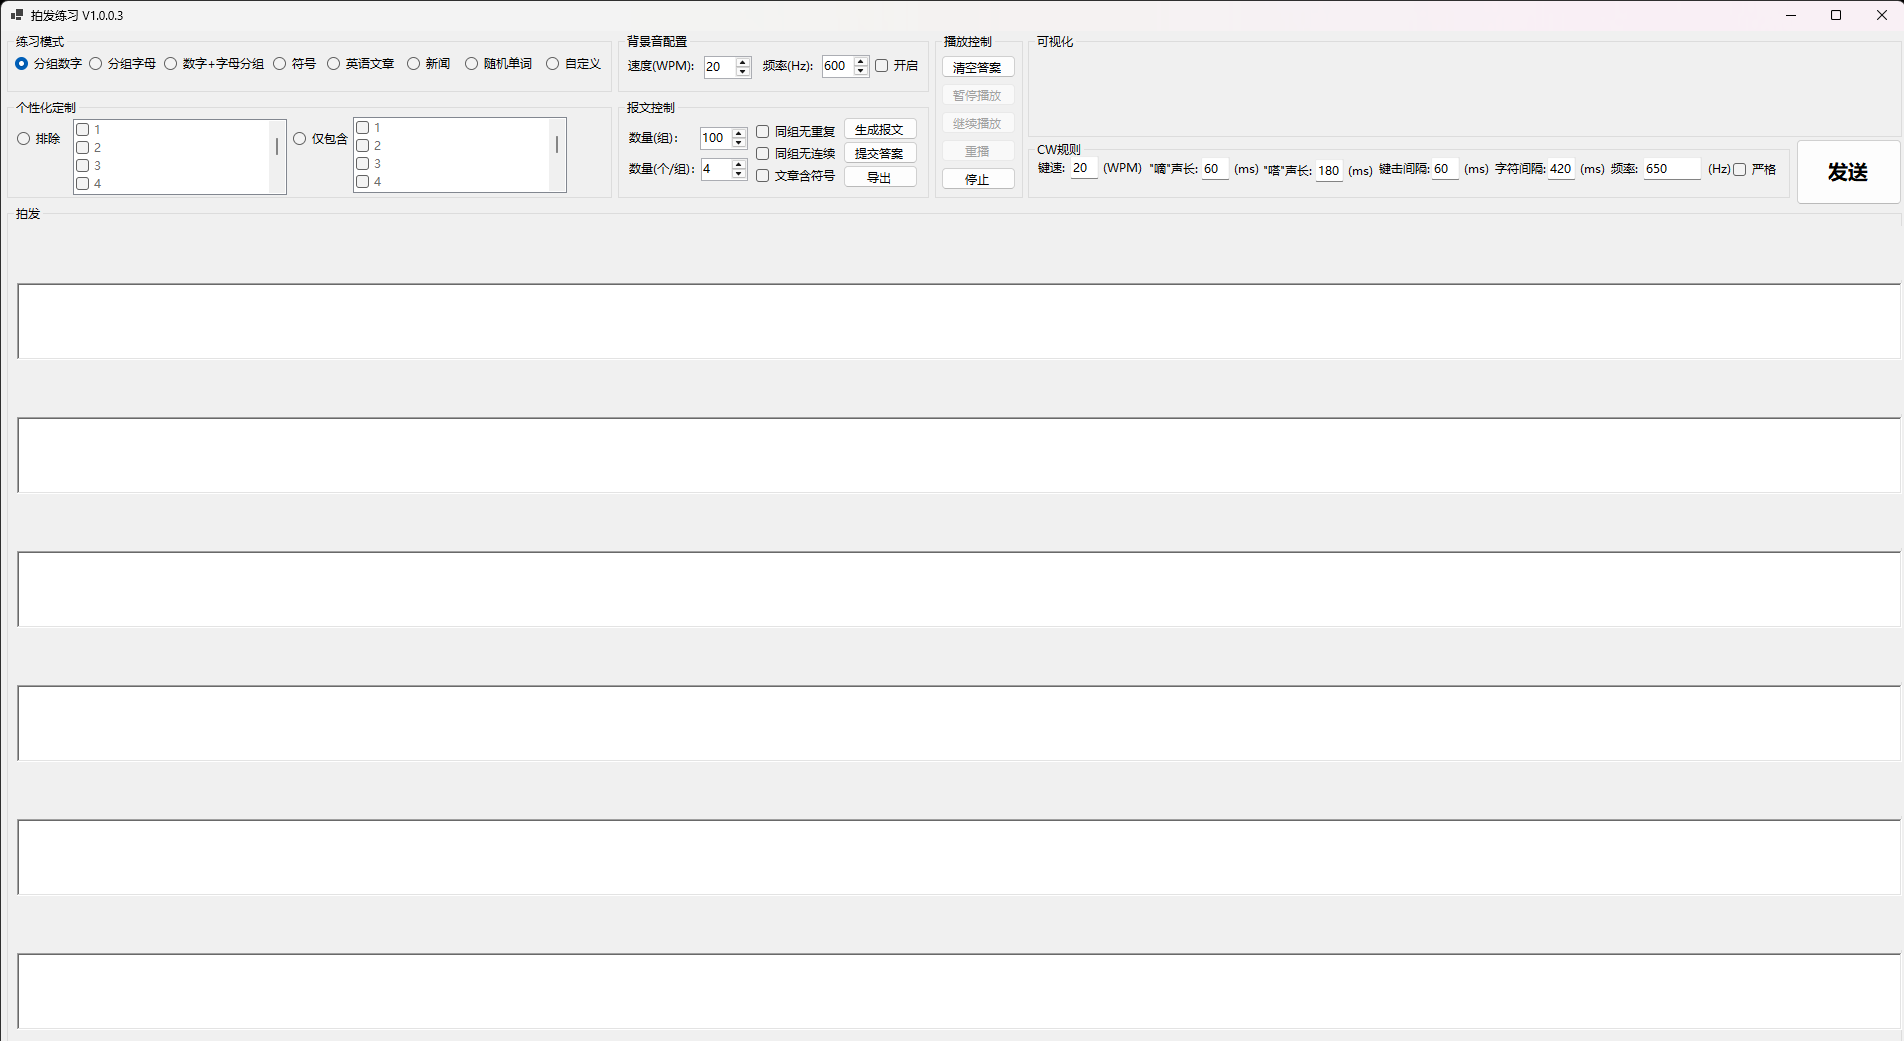 拍发练习 V1.0.0.3
练习模式
分组数字 分组字母 数字+字母分组 符号 英语文章 新闻 随机单词 自定义
个性化定制
排除
1
2
3
4
仅包含
1
2
3
4
背景音配置
速度(WPM): 20 频率(Hz): 600 开启
报文控制
数量(组): 100 同组无重复 生成报文
同组无连续 提交答案
数量(个/组): 4 文章含符号 导出
播放控制
清空答案
暂停播放
继续播放
重播
停止
可视化
CW规则
键速: 20 (WPM) "嘀"声长: 60 (ms) "嗒"声长: 180 (ms) 键击间隔: 60 (ms) 字符间隔: 420 (ms) 频率: 650 (Hz) 严格
发送
拍发